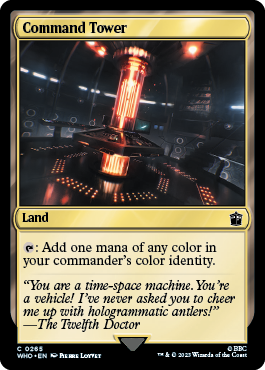 Command Tower
Land
: Add one mana of any color in
your commander's color identity.
"You are a time-space machine. You're
a vehicle! I've never asked you to cheer
me up with hologrammatic antlers!"
—The Twelfth Doctor
C 0265
WHO • EN Pierre Loyvet
© BBC
™ & © 2023 Wizards of the Coast